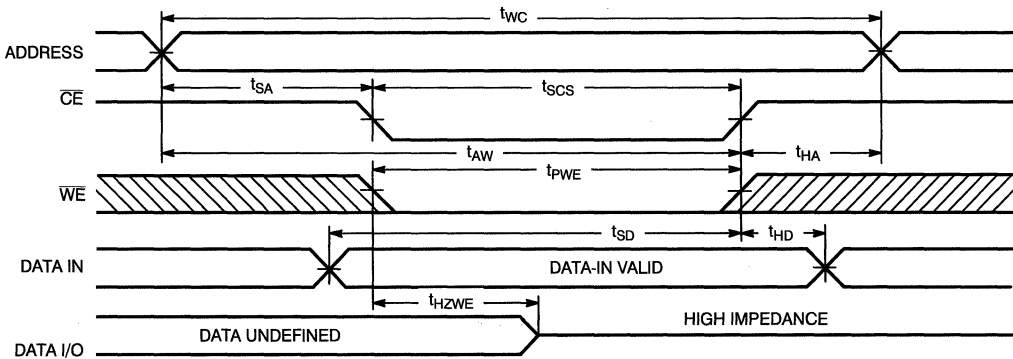 tWC
ADDRESS
tSA
tSCS
CE
tAW
tHA
tPWE
WE
tSD
tHD
DATA IN
DATA-IN VALID
tHZWE
DATA UNDEFINED
HIGH IMPEDANCE
DATA I/O